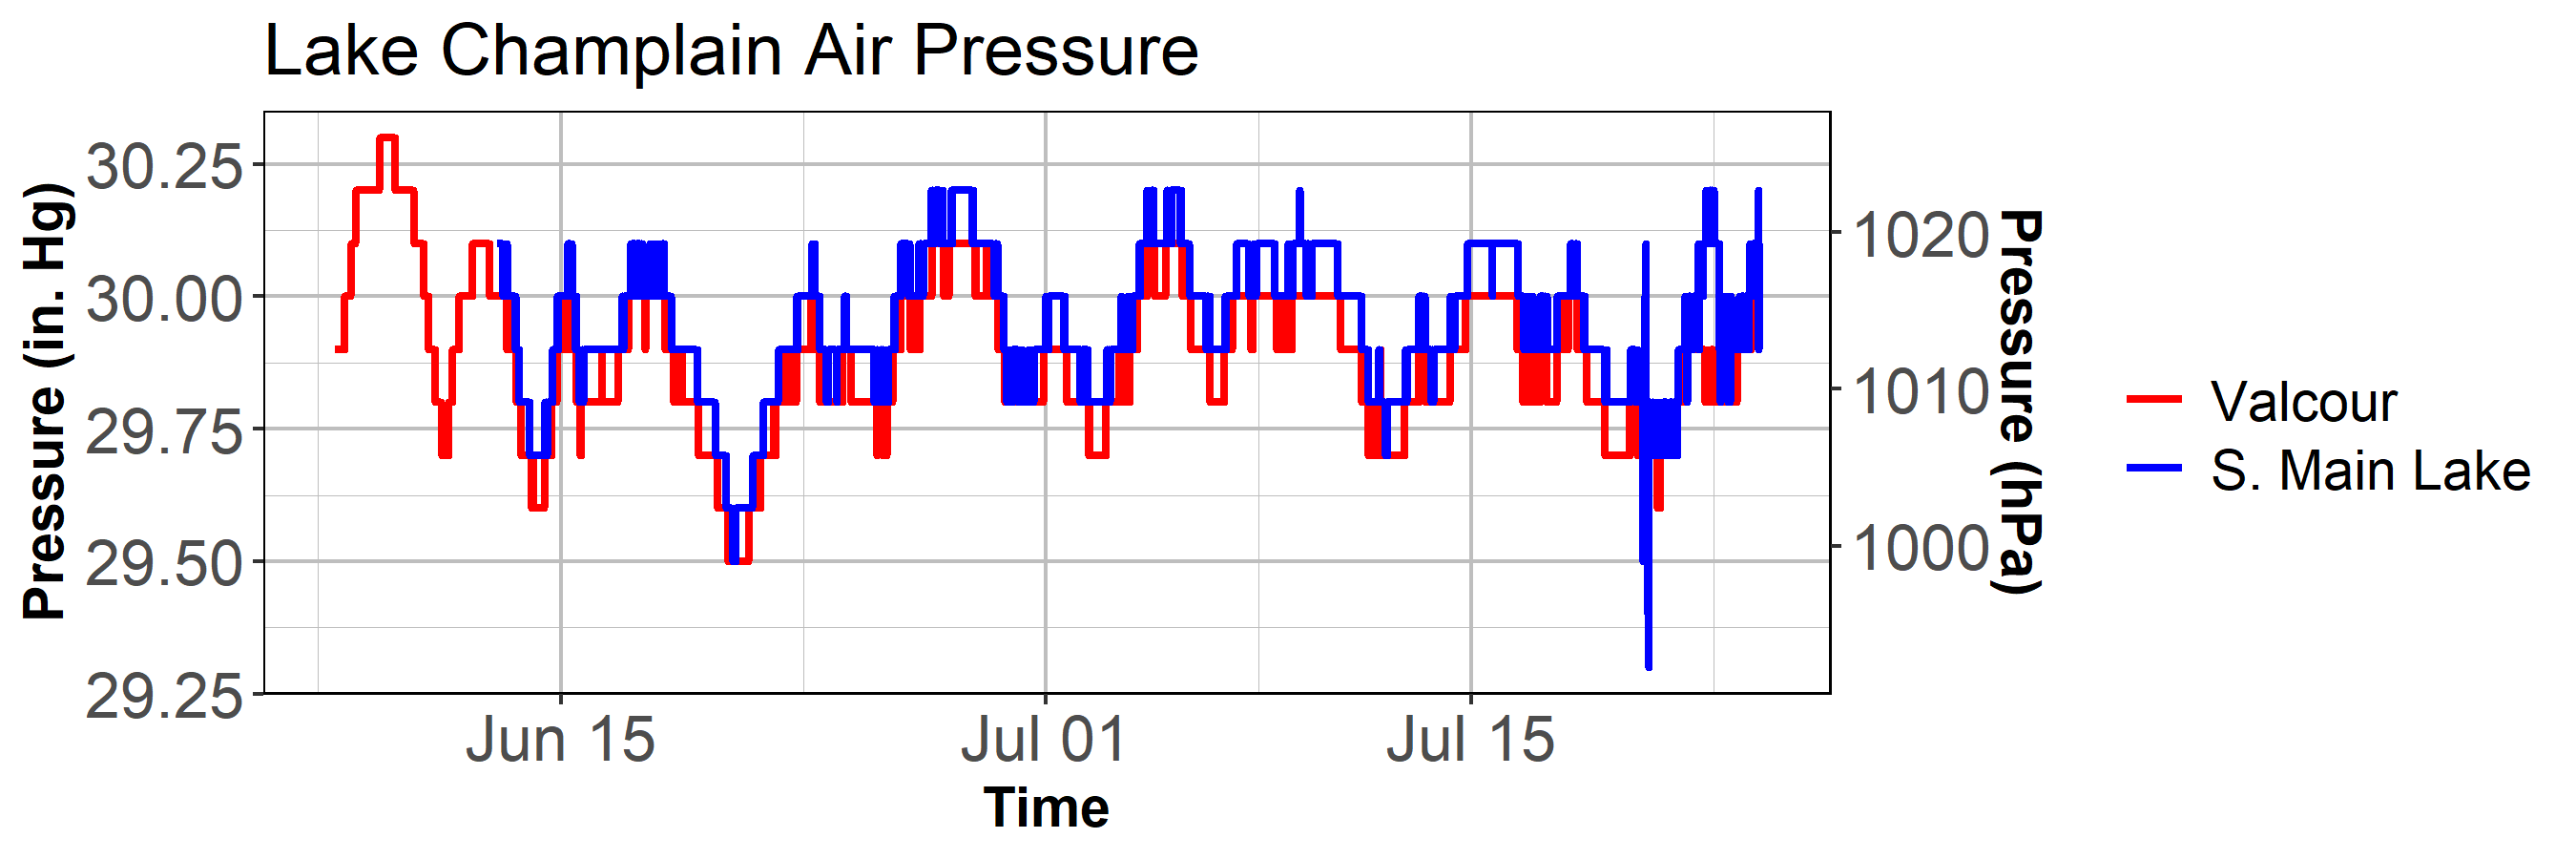 Lake Champlain Air Pressure
Pressure (in. Hg)
30.25
30.00
29.75
29.50
29.25
Jun 15
Jul 01
Jul 15
Time
1020
1010
1000
Pressure (hPa)
Valcour
S. Main Lake